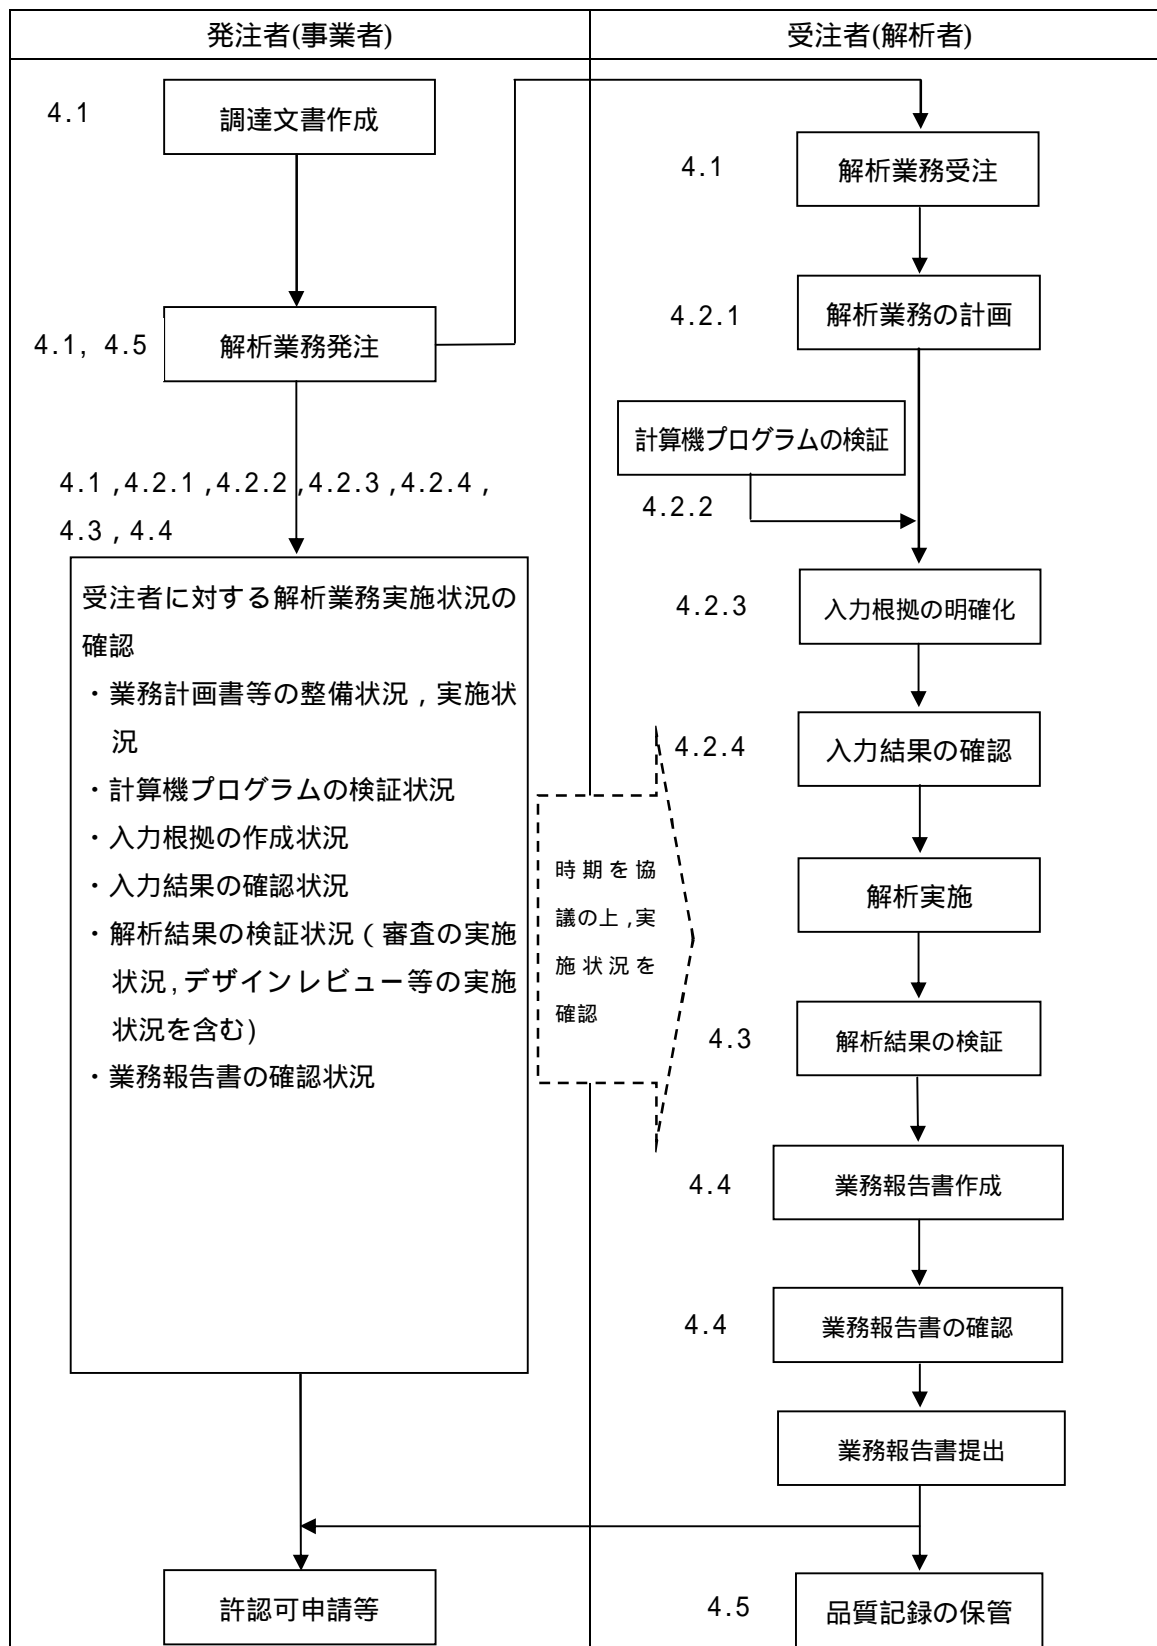 発注者(事業者)
受注者(解析者)
4.1
調達文書作成
4.1
解析業務受注
4.2.1
解析業務の計画
4.1, 4.5
解析業務発注
計算機プログラムの検証
4.2.2
4.1 ,4.2.1 ,4.2.2 ,4.2.3 ,4.2.4 ,
4.3 , 4.4
受注者に対する解析業務実施状況の
確認
・業務計画書等の整備状況 , 実施状
況
・計算機プログラムの検証状況
・入力根拠の作成状況
・入力結果の確認状況
・解析結果の検証状況 ( 審査の実施
状況 , デザインレビュー等の実施
状況を含む)
・業務報告書の確認状況
時期を協
議の上 , 実
施状況を
確認
4.2.3
入力根拠の明確化
4.2.4
入力結果の確認
解析実施
4.3
解析結果の検証
4.4
業務報告書作成
4.4
業務報告書の確認
業務報告書提出
許認可申請等
4.5
品質記録の保管